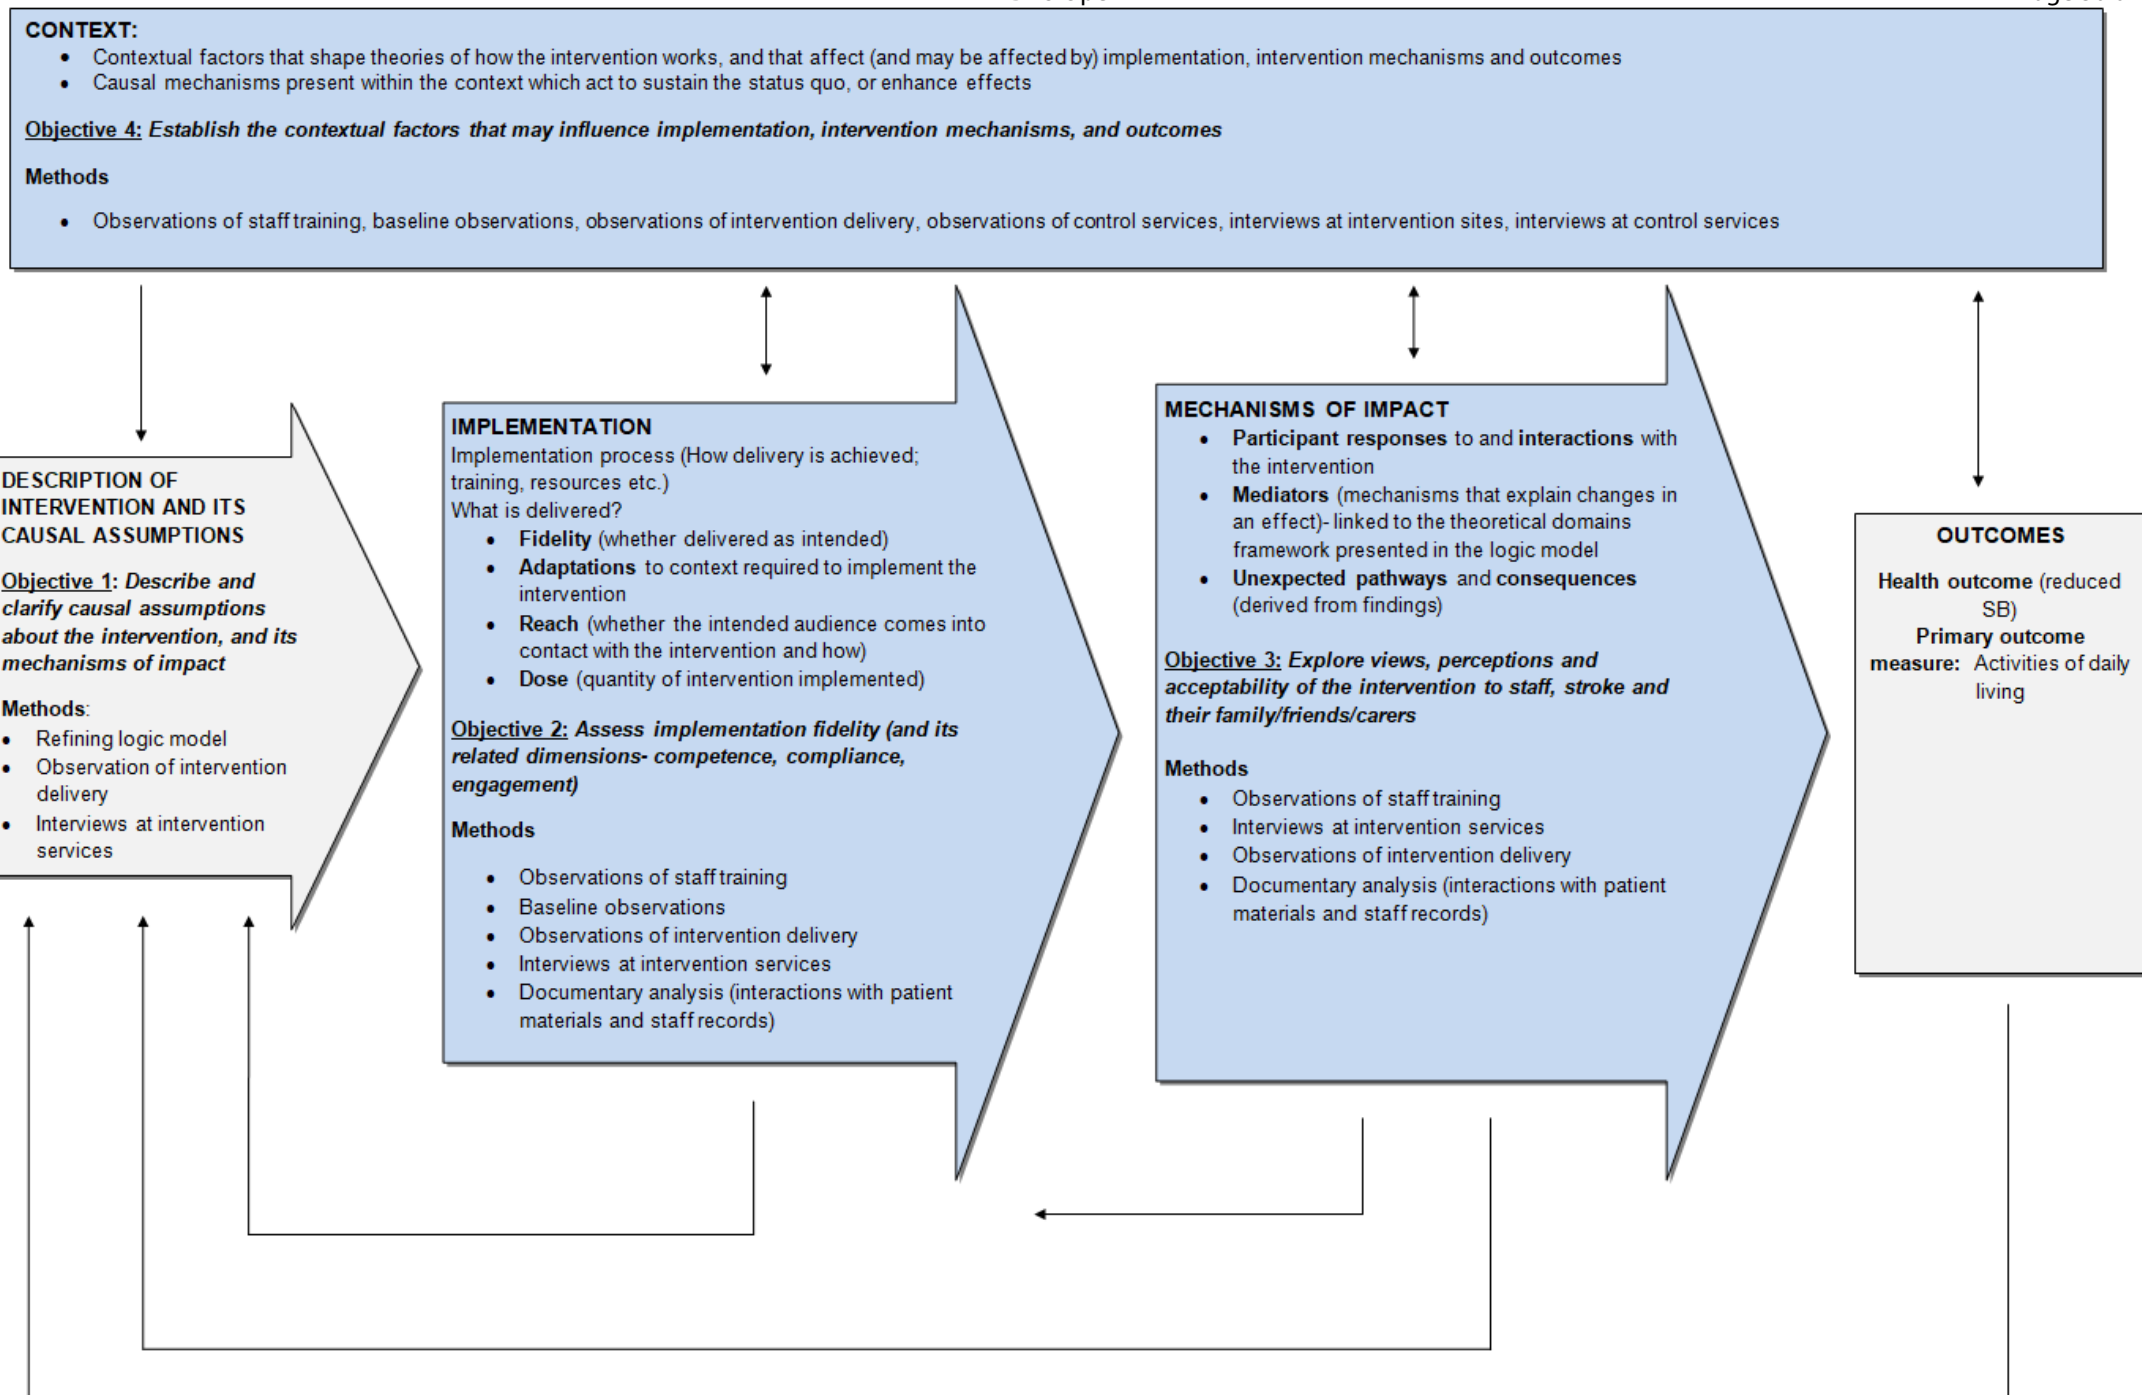 CONTEXT:
• Contextual factors that shape theories of how the intervention works, and that affect (and may be affected by) implementation, intervention mechanisms and outcomes
• Causal mechanisms present within the context which act to sustain the status quo, or enhance effects
Objective 4: Establish the contextual factors that may influence implementation, intervention mechanisms, and outcomes
Methods
• Observations of staff training, baseline observations, observations of intervention delivery, observations of control services, interviews at intervention sites, interviews at control services
DESCRIPTION OF
INTERVENTION AND ITS
CAUSAL ASSUMPTIONS
Objective 1: Describe and
clarify causal assumptions
about the intervention, and its
mechanisms of impact
Methods:
• Refining logic model
• Observation of intervention
delivery
• Interviews at intervention
services
IMPLEMENTATION
Implementation process (How delivery is achieved;
training, resources etc.)
What is delivered?
• Fidelity (whether delivered as intended)
• Adaptations to context required to implement the
intervention
• Reach (whether the intended audience comes into
contact with the intervention and how)
• Dose (quantity of intervention implemented)
Objective 2: Assess implementation fidelity (and its
related dimensions- competence, compliance,
engagement)
Methods
• Observations of staff training
• Baseline observations
• Observations of intervention delivery
• Interviews at intervention services
• Documentary analysis (interactions with patient
materials and staff records)
MECHANISMS OF IMPACT
• Participant responses to and interactions with
the intervention
• Mediators (mechanisms that explain changes in
an effect)- linked to the theoretical domains
framework presented in the logic model
• Unexpected pathways and consequences
(derived from findings)
Objective 3: Explore views, perceptions and
acceptability of the intervention to staff, stroke and
their family/friends/carers
Methods
• Observations of staff training
• Interviews at intervention services
• Observations of intervention delivery
• Documentary analysis (interactions with patient
materials and staff records)
OUTCOMES
Health outcome (reduced
SB)
Primary outcome
measure: Activities of daily
living